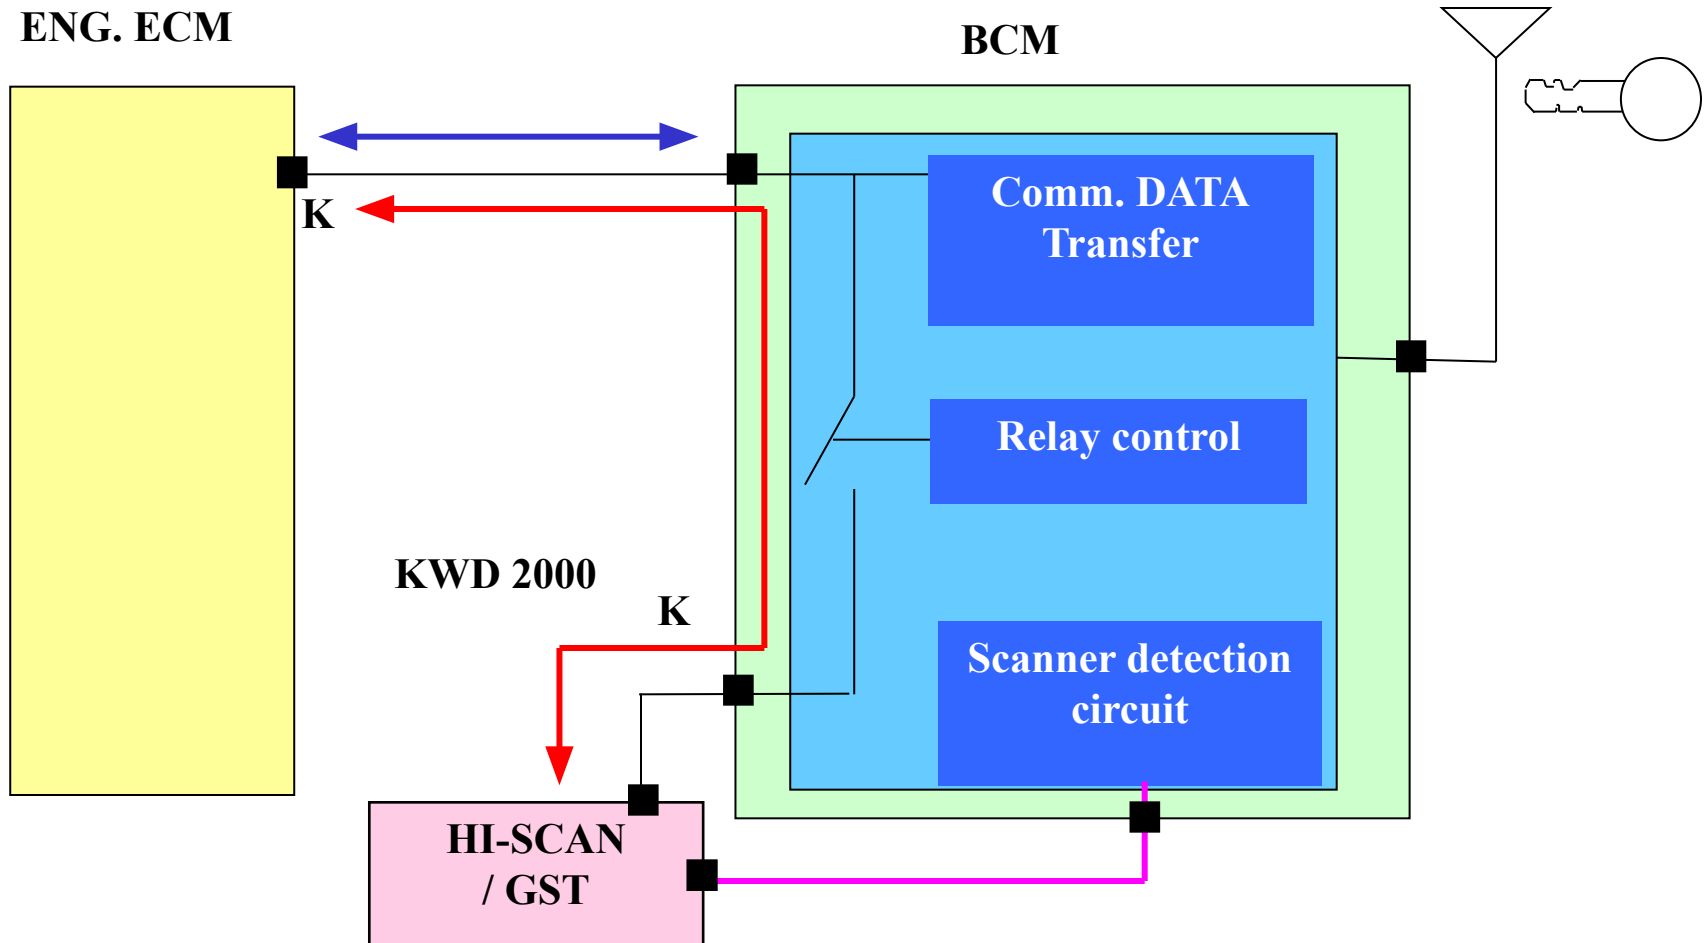 ENG. ECM
BCM
Comm. DATA
Transfer
K
Relay control
KWD 2000
K
Scanner detection
circuit
HI-SCAN
/ GST